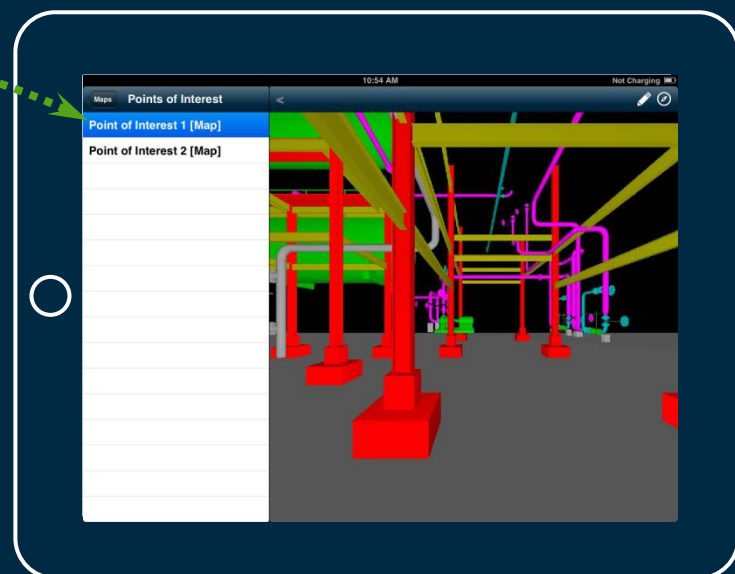 10:54 AM
Not Charging
Maps
Points of Interest
<
Point of Interest 1 [Map]
Point of Interest 2 [Map]